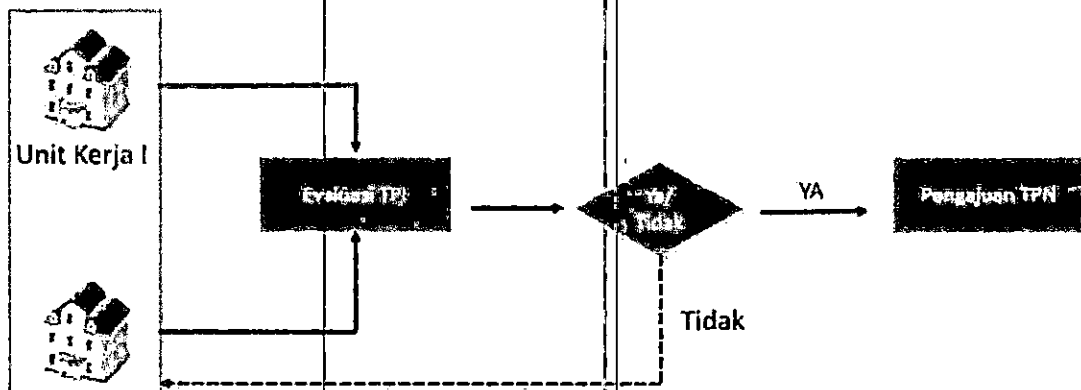 Unit Kerja I
Evaluasi TPI
Ya/
Tidak
YA
Pengajuan TPN
Tidak